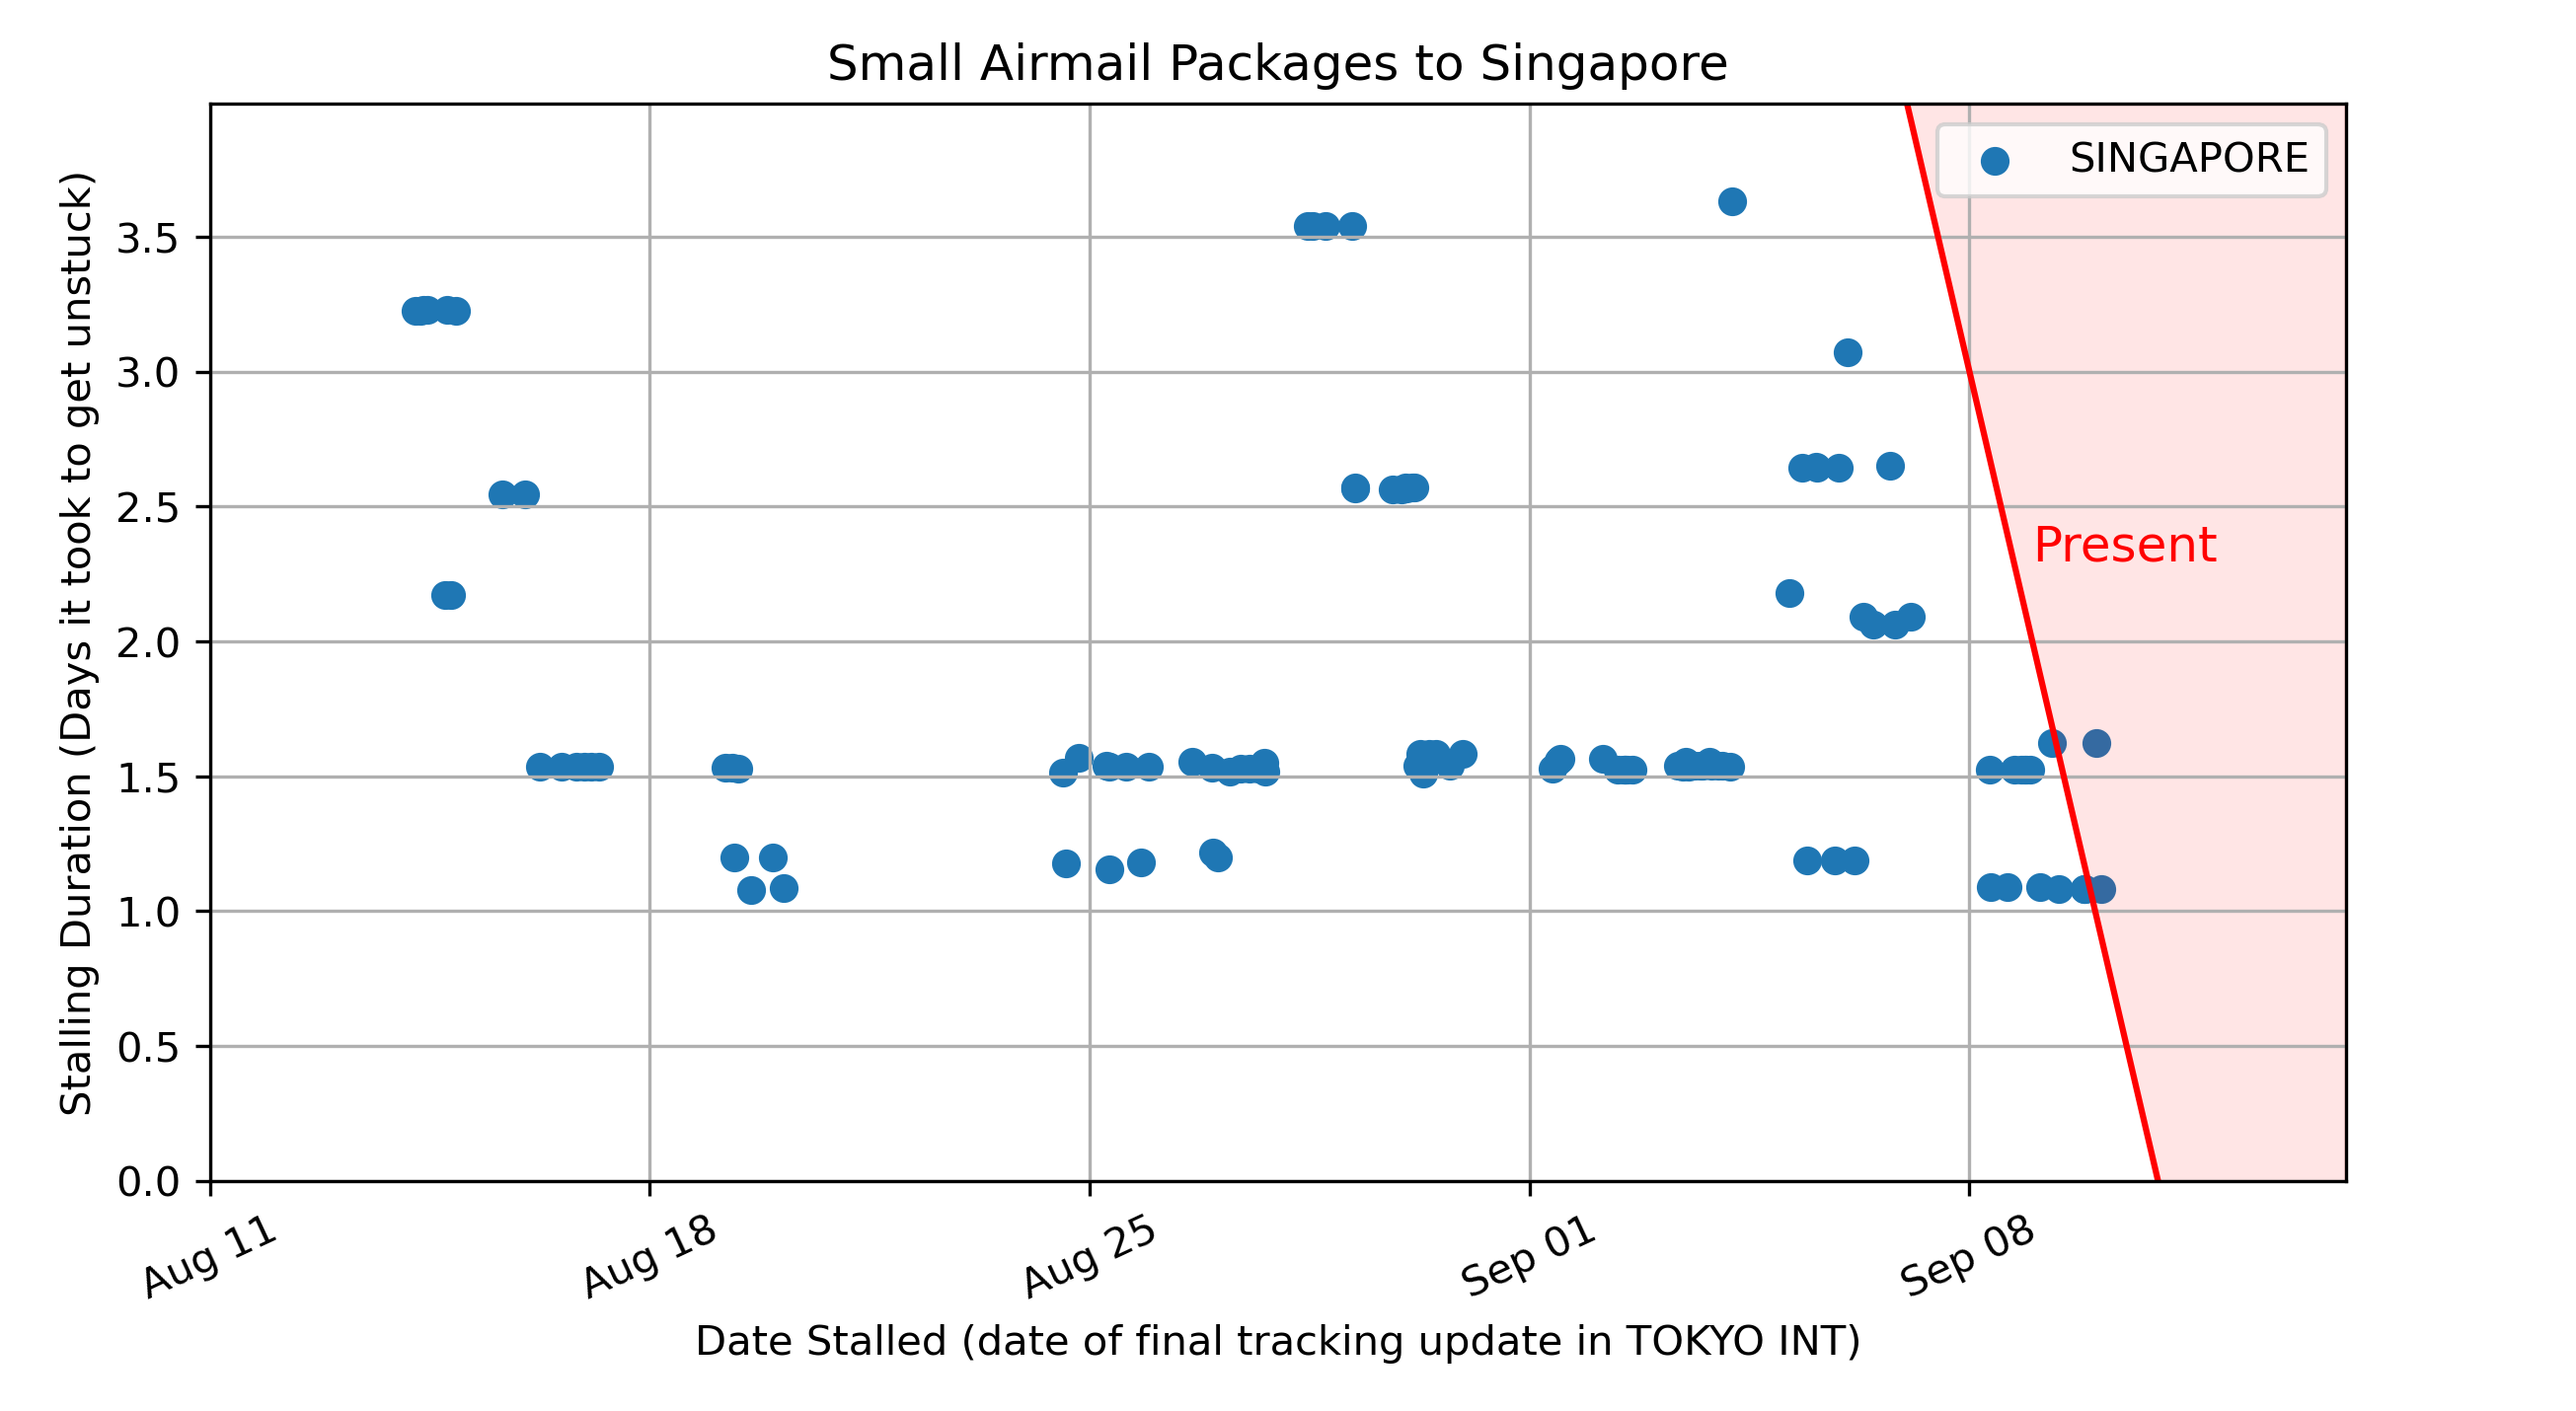 Small Airmail Packages to Singapore
SINGAPORE
Present
Stalling Duration (Days it took to get unstuck)
3.5
3.0
2.5
2.0
1.5
1.0
0.5
0.0
Aug 11
Aug 18
Aug 25
Sep 01
Sep 08
Date Stalled (date of final tracking update in TOKYO INT)